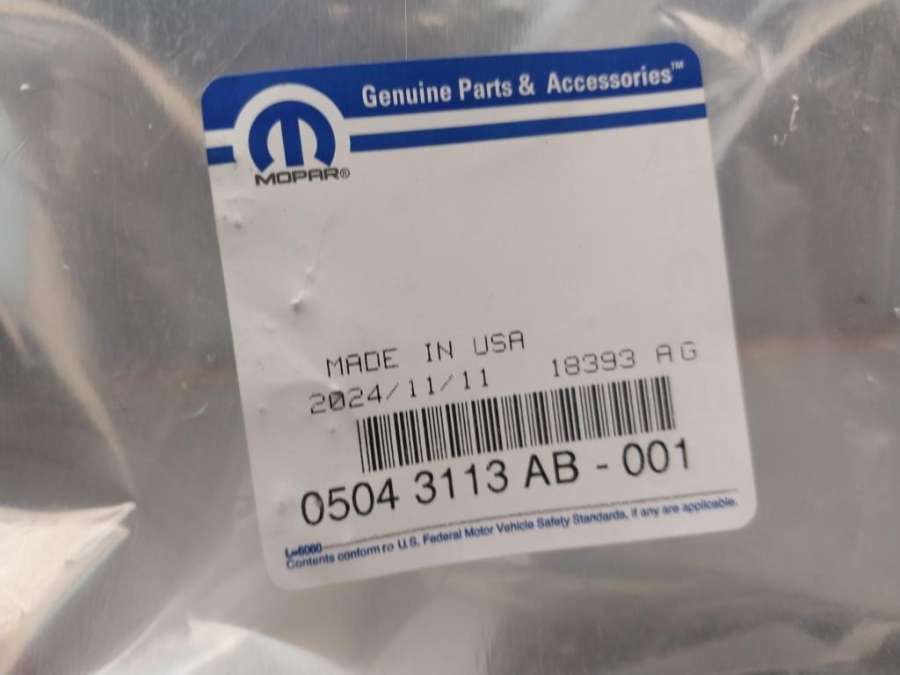 Genuine Parts & Accessories™
MOPAR®
MADE IN USA
2024/11/11 18393 AG
0504 3113 AB - 001
L-6060
Contents conform to U.S. Federal Motor Vehicle Safety Standards, if any are applicable.